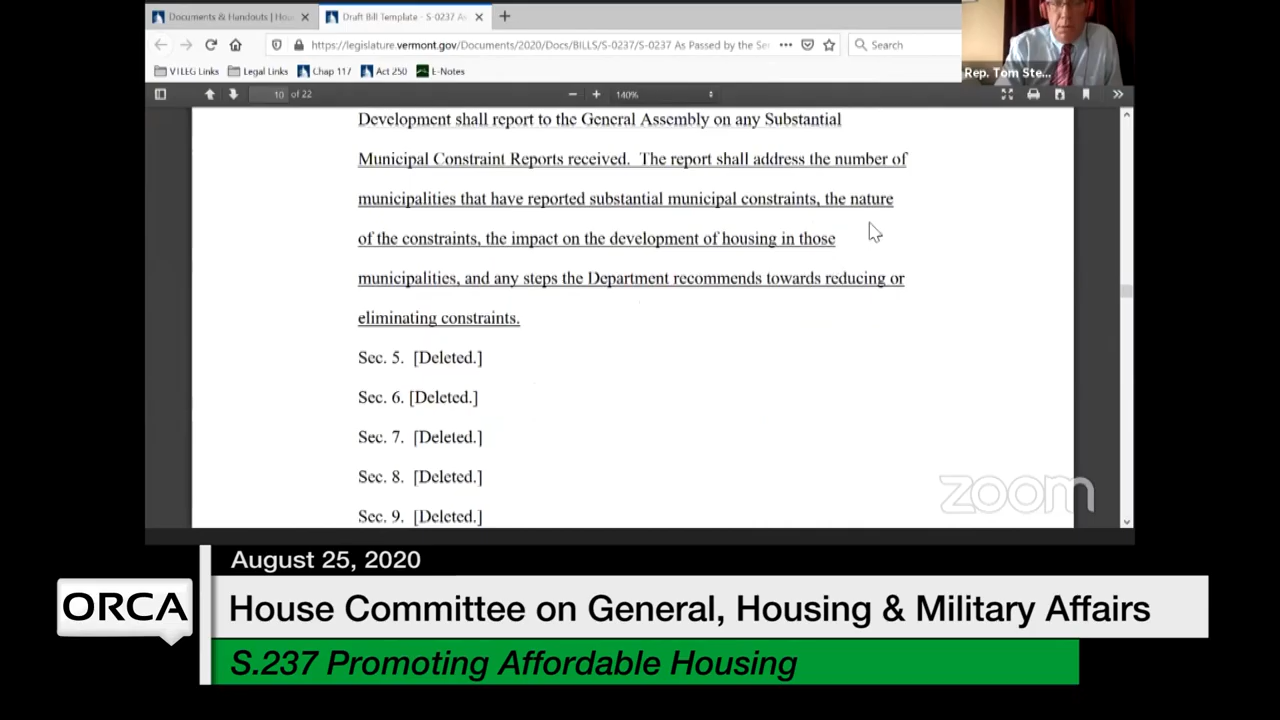 Documents & Handouts | Hou
Draft Bill Template - S-0237 As
https://legislature.vermont.gov/Documents/2020/Docs/BILLS/S-0237/S-0237 As Passed by the Se
Search
VILEG Links
Legal Links
Chap 117
Act 250
E-Notes
Rep. Tom Ste...
10 of 22
140%
Development shall report to the General Assembly on any Substantial
Municipal Constraint Reports received. The report shall address the number of
municipalities that have reported substantial municipal constraints, the nature
of the constraints, the impact on the development of housing in those
municipalities, and any steps the Department recommends towards reducing or
eliminating constraints.
Sec. 5. [Deleted.]
Sec. 6. [Deleted.]
Sec. 7. [Deleted.]
Sec. 8. [Deleted.]
Sec. 9. [Deleted.]
zoom
August 25, 2020
ORCA
House Committee on General, Housing & Military Affairs
S.237 Promoting Affordable Housing